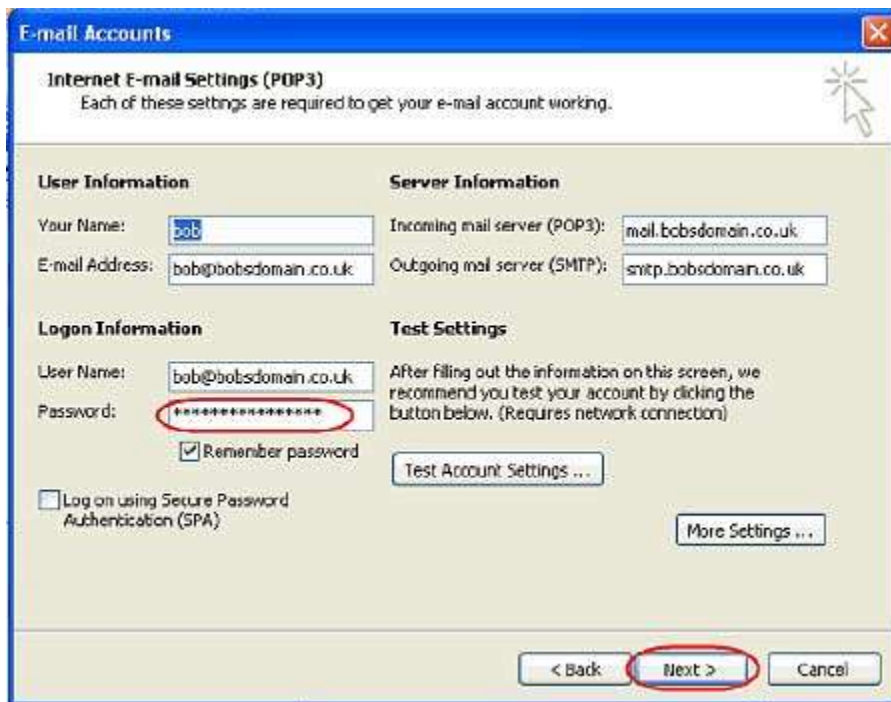 E-mail Accounts
Internet E-mail Settings (POP3)
Each of these settings are required to get your e-mail account working.
User Information
Your Name: bob
E-mail Address: bob@bobsdomain.co.uk
Logon Information
User Name: bob@bobsdomain.co.uk
Password: ****************
Remember password
Log on using Secure Password
Authentication (SPA)
Server Information
Incoming mail server (POP3): mail.bobsdomain.co.uk
Outgoing mail server (SMTP): smtp.bobsdomain.co.uk
Test Settings
After filling out the information on this screen, we
recommend you test your account by clicking the
button below. (Requires network connection)
Test Account Settings ...
More Settings ...
< Back
Next >
Cancel